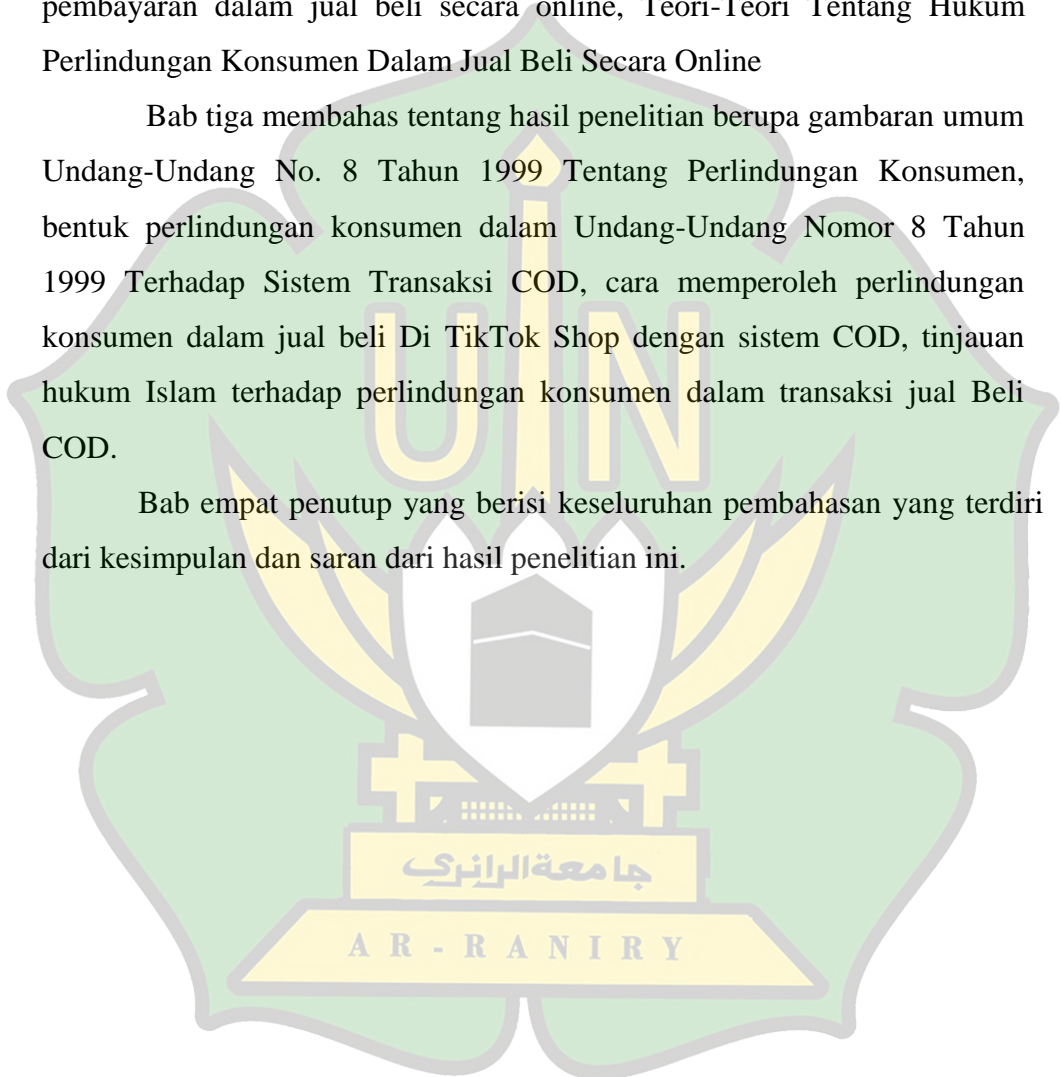 pembayaran dalam jual beli secara online, Teori-Teori Tentang Hukum
Perlindungan Konsumen Dalam Jual Beli Secara Online
Bab tiga membahas tentang hasil penelitian berupa gambaran umum
Undang-Undang No. 8 Tahun 1999 Tentang Perlindungan Konsumen,
bentuk perlindungan konsumen dalam Undang-Undang Nomor 8 Tahun
1999 Terhadap Sistem Transaksi COD, cara memperoleh perlindungan
konsumen dalam jual beli Di TikTok Shop dengan sistem COD, tinjauan
hukum Islam terhadap perlindungan konsumen dalam transaksi jual Beli
COD.
Bab empat penutup yang berisi keseluruhan pembahasan yang terdiri
dari kesimpulan dan saran dari hasil penelitian ini.
UIN
جامعة الرانري
AR-RANIRY